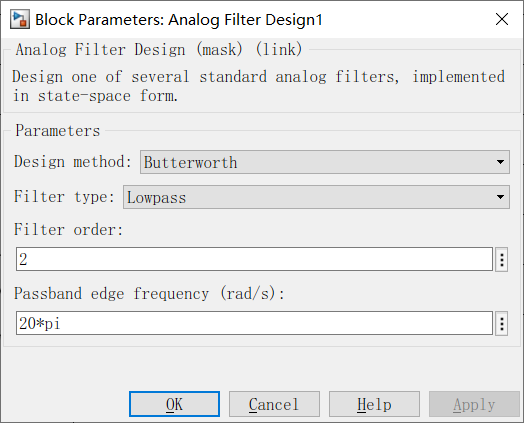 Block Parameters: Analog Filter Design1
Analog Filter Design (mask) (link)
Design one of several standard analog filters, implemented
in state-space form.
Parameters
Design method: Butterworth
Filter type: Lowpass
Filter order:
2
Passband edge frequency (rad/s):
20*pi
OK Cancel Help Apply